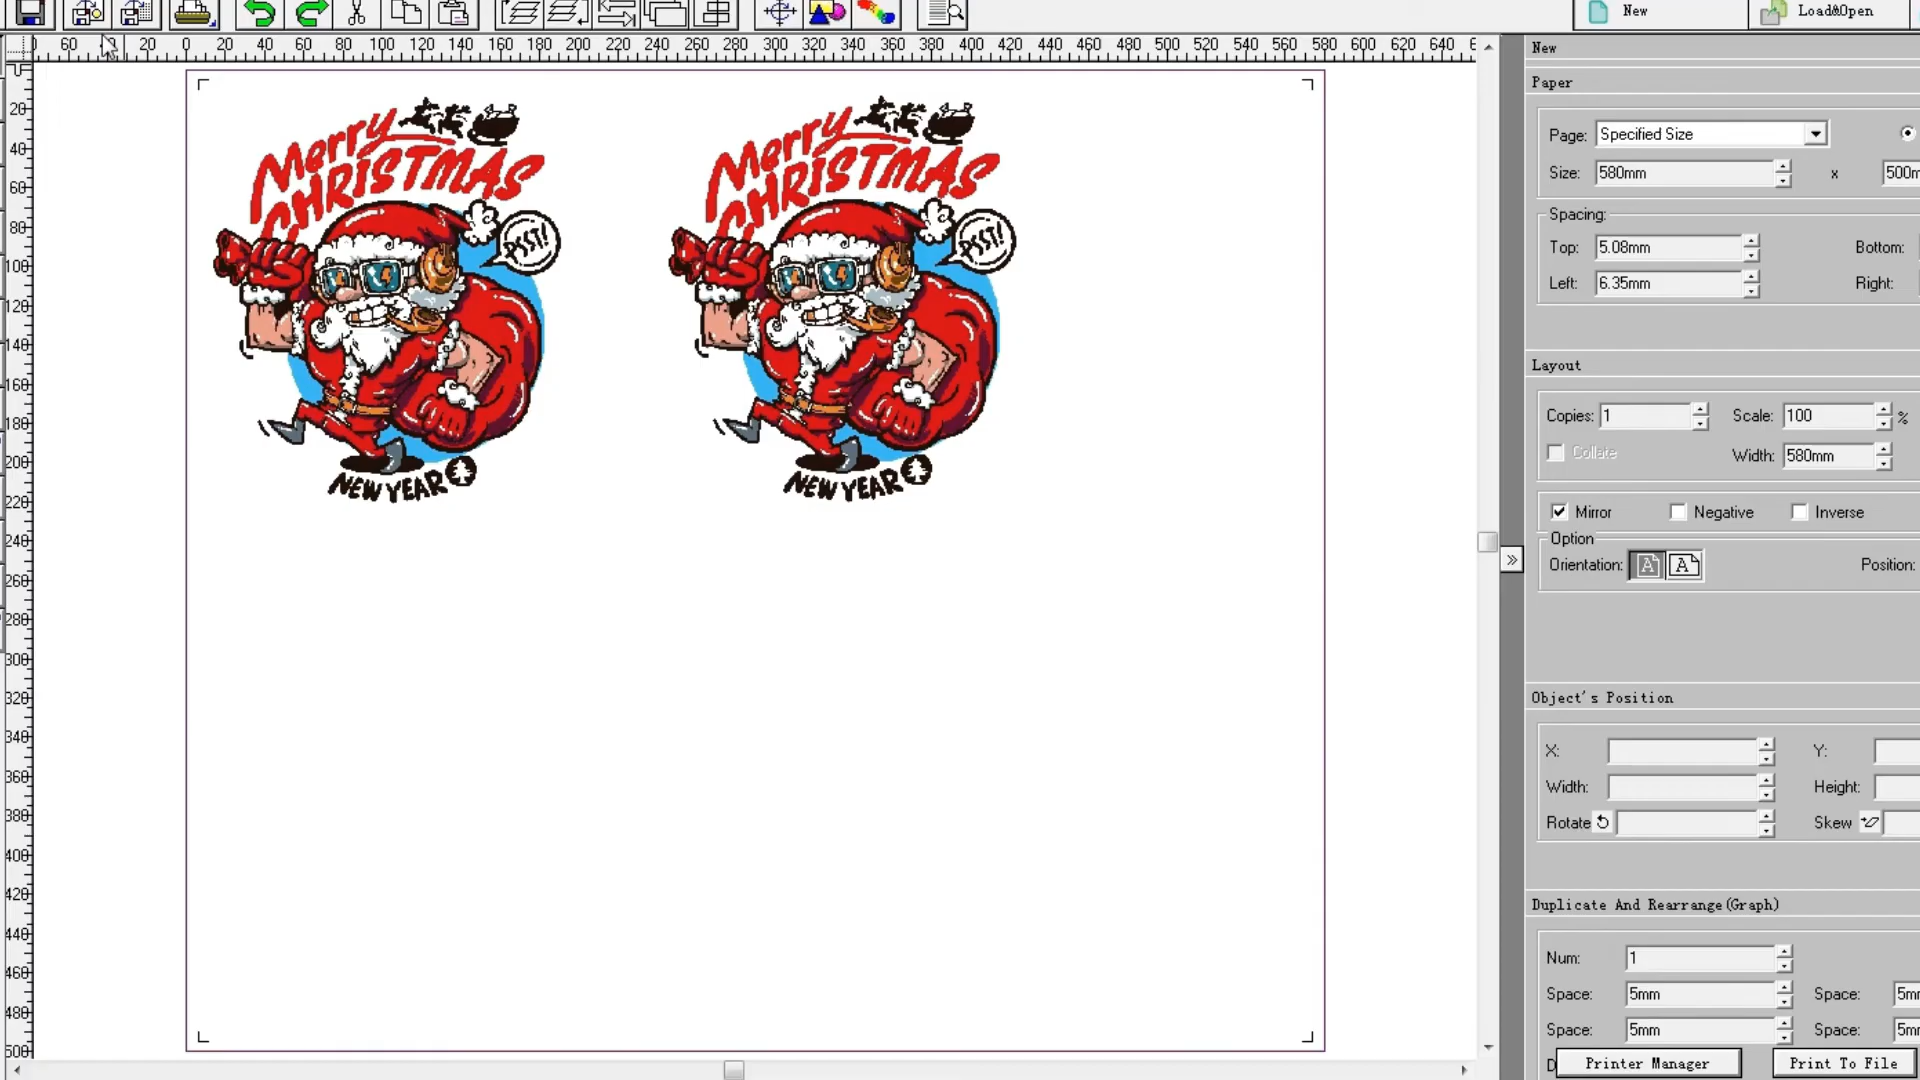 New
Load&Open
60 20 0 20 40 60 80 100 120 140 160 180 200 220 240 260 280 300 320 340 360 380 400 420 440 460 480 500 520 540 560 580 600 620 640
20
40
60
80
100
120
140
160
180
200
220
240
260
280
300
320
340
360
380
400
420
440
460
480
500
Merry
CHRISTMAS
PSST!
NEW YEAR
Merry
CHRISTMAS
PSST!
NEW YEAR
New
Paper
Page: Specified Size
Size: 580mm x 500m
Spacing:
Top: 5.08mm Bottom:
Left: 6.35mm Right:
Layout
Copies: 1 Scale: 100 %
Collate Width: 580mm
Mirror Negative Inverse
Option
Orientation: A A Position:
Object's Position
X: Y:
Width: Height:
Rotate Skew
Duplicate And Rearrange(Graph)
Num: 1
Space: 5mm Space: 5m
Space: 5mm Space: 5m
Printer Manager Print To File